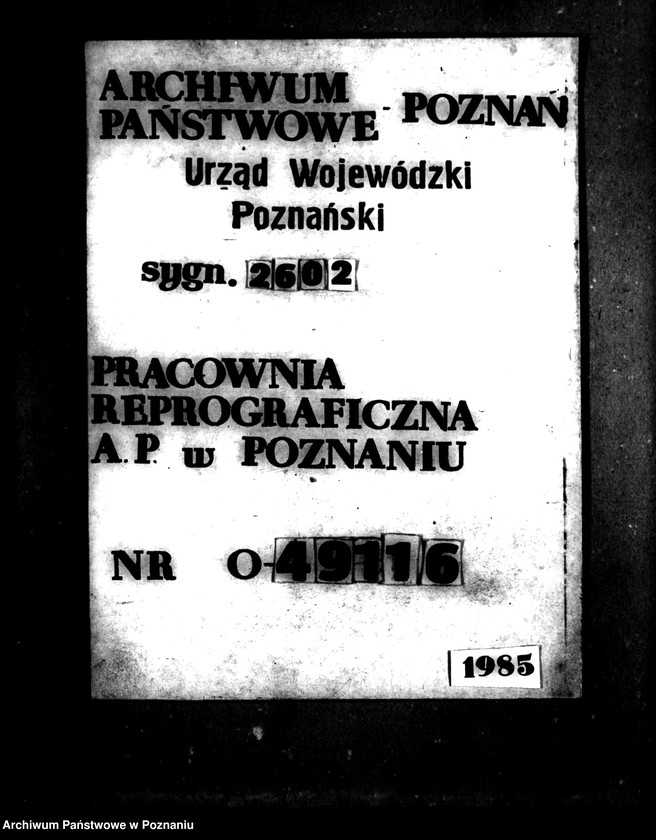 ARCHIWUM
PAŃSTWOWE - POZNAŃ
Urząd Wojewódzki
Poznański
sygn. 2602
PRACOWNIA
REPROGRAFICZNA
A.P. w POZNANIU
NR O-49116
1985
Archiwum Państwowe w Poznaniu